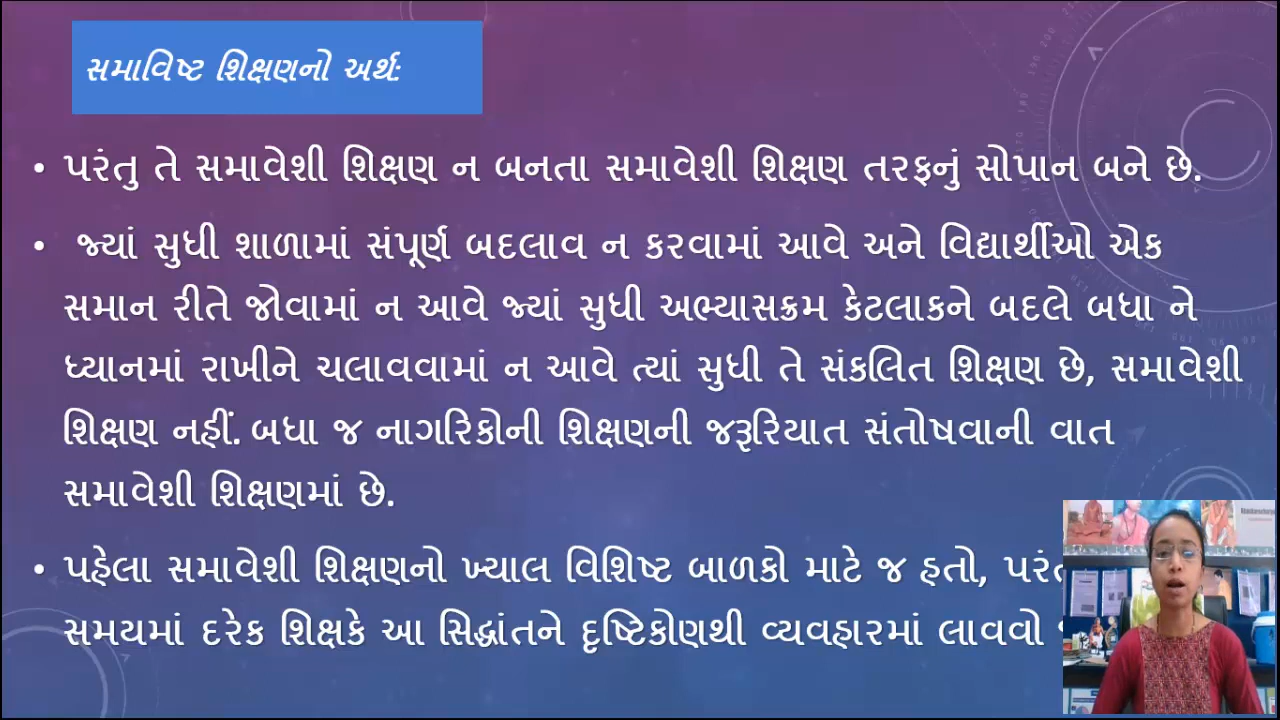 સમાવિષ્ટ શિક્ષણનો અર્થ:
• પરંતુ તે સમાવેશી શિક્ષણ ન બનતા સમાવેશી શિક્ષણ તરફનું સોપાન બને છે.
• જ્યાં સુધી શાળામાં સંપૂર્ણ બદલાવ ન કરવામાં આવે અને વિદ્યાર્થીઓ એક
સમાન રીતે જોવામાં ન આવે જ્યાં સુધી અભ્યાસક્રમ કેટલાકને બદલે બધા ને
ધ્યાનમાં રાખીને ચલાવવામાં ન આવે ત્યાં સુધી તે સંકલિત શિક્ષણ છે, સમાવેશી
શિક્ષણ નહીં. બધા જ નાગરિકોની શિક્ષણની જરૂરિયાત સંતોષવાની વાત
સમાવેશી શિક્ષણમાં છે.
• પહેલા સમાવેશી શિક્ષણનો ખ્યાલ વિશિષ્ટ બાળકો માટે જ હતો,
સમયમાં દરેક શિક્ષકે આ સિદ્ધાંતને દૃષ્ટિકોણથી વ્યવહારમાં લાવવો